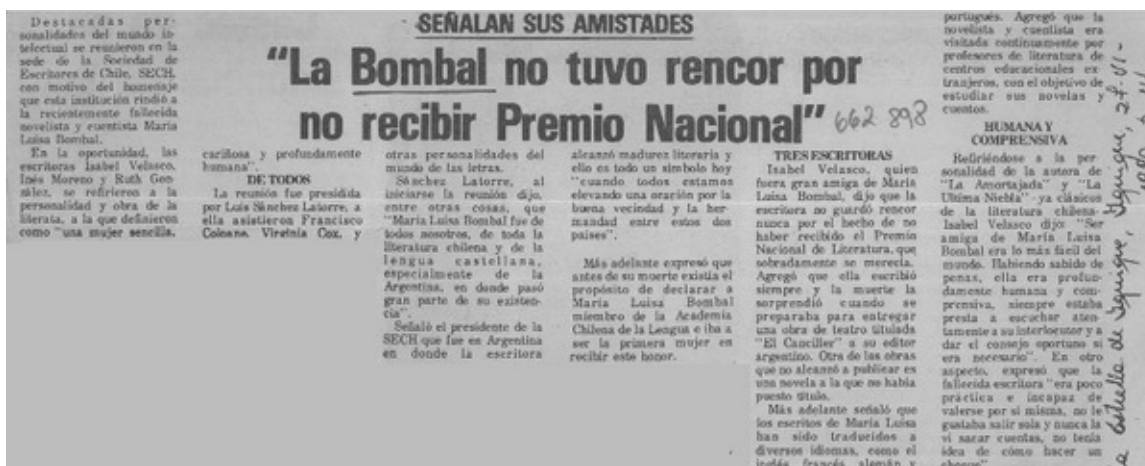 SEÑALAN SUS AMISTADES
"La Bombal no tuvo rencor por
no recibir Premio Nacional"
662 898
Destacadas per-
sonalidades del mundo in-
telectual se reunieron en la
sede de la Sociedad de
Escritores de Chile, SECH,
con motivo del homenaje
que esta institución rindió a
la recientemente fallecida
novelista y cuentista María
Luisa Bombal.
En la oportunidad, las
escritoras Isabel Velasco,
Inés Moreno y Ruth Gon-
zález, se refirieron a la
personalidad y obra de la
literata, a la que definieron
como "una mujer sencilla,
cariñosa y profundamente
humana".
DE TODOS
La reunión fue presidida
por Luis Sánchez Latorre, a
ella asistieron Francisco
Coloane, Virginia Cox, y
otras personalidades del
mundo de las letras.
Sánchez Latorre, al
iniciarse la reunión dijo,
entre otras cosas, que
"María Luisa Bombal fue de
todos nosotros, de toda la
literatura chilena y de la
lengua castellana,
especialmente de la
Argentina, en donde pasó
gran parte de su existen-
cia".
Señaló el presidente de la
SECH que fue en Argentina
en donde la escritora
alcanzó madurez literaria y
ello es todo un símbolo hoy
"cuando todos estamos
elevando una oración por la
buena vecindad y la her-
mandad entre estos dos
países".
Más adelante expresó que
antes de su muerte existía el
propósito de declarar a
María Luisa Bombal
miembro de la Academia
Chilena de la Lengua e iba a
ser la primera mujer en
recibir este honor.
TRES ESCRITORAS
Isabel Velasco, quien
fuera gran amiga de María
Luisa Bombal, dijo que la
escritora no guardó rencor
nunca por el hecho de no
haber recibido el Premio
Nacional de Literatura, que
sobradamente se merecía.
Agregó que ella escribió
siempre y la muerte la
sorprendió cuando se
preparaba para entregar
una obra de teatro titulada
"El Canciller" a su editor
argentino. Otra de las obras
que no alcanzó a publicar es
una novela a la que no había
puesto título.
Más adelante señaló que
los escritos de María Luisa
han sido traducidos a
diversos idiomas, como el
inglés, francés, alemán y
portugués. Agregó que la
novelista y cuentista era
visitada continuamente por
profesores de literatura de
centros educacionales ex-
tranjeros, con el objetivo de
estudiar sus novelas y
cuentos.
HUMANA Y
COMPRENSIVA
Refiriéndose a la per-
sonalidad de la autora de
"La Amortajada" y "La
Ultima Niebla" -ya clásicos
de la literatura chilena-
Isabel Velasco dijo: "Ser
amiga de María Luisa
Bombal era lo más fácil del
mundo. Habiendo sabido de
penas, ella era profun-
damente humana y com-
prensiva, siempre estaba
presta a escuchar aten-
tamente a su interlocutor y a
dar el consejo oportuno si
era necesario". En otro
aspecto, expresó que la
fallecida escritora "era poco
práctica e incapaz de
valerse por sí misma, no le
gustaba salir sola y nunca la
vi sacar cuentas, no tenía
idea de cómo hacer un
cheque".
Estrella de Iquique, Iquique,